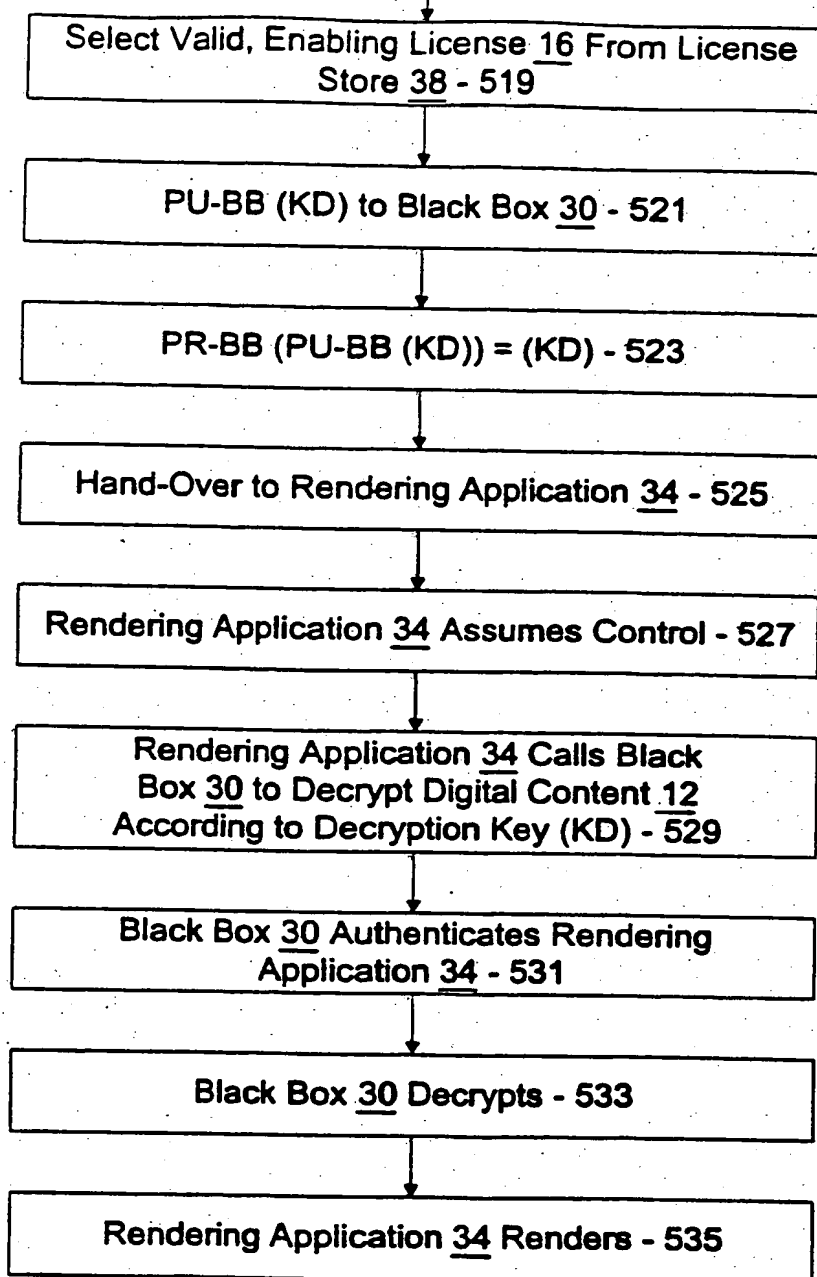 Select Valid, Enabling License 16 From License
Store 38 - 519
PU-BB (KD) to Black Box 30 - 521
PR-BB (PU-BB (KD)) = (KD) - 523
Hand-Over to Rendering Application 34 - 525
Rendering Application 34 Assumes Control - 527
Rendering Application 34 Calls Black
Box 30 to Decrypt Digital Content 12
According to Decryption Key (KD) - 529
Black Box 30 Authenticates Rendering
Application 34 - 531
Black Box 30 Decrypts - 533
Rendering Application 34 Renders - 535